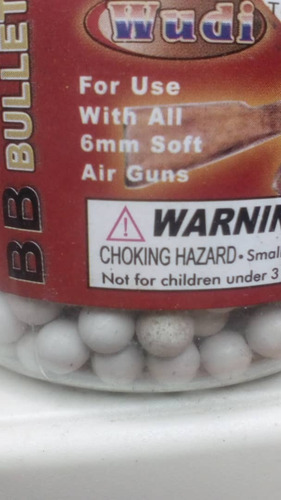 Wudi
BB BULLET
For Use
With All
6mm Soft
Air Guns
WARNIN
CHOKING HAZARD • Small
Not for children under 3